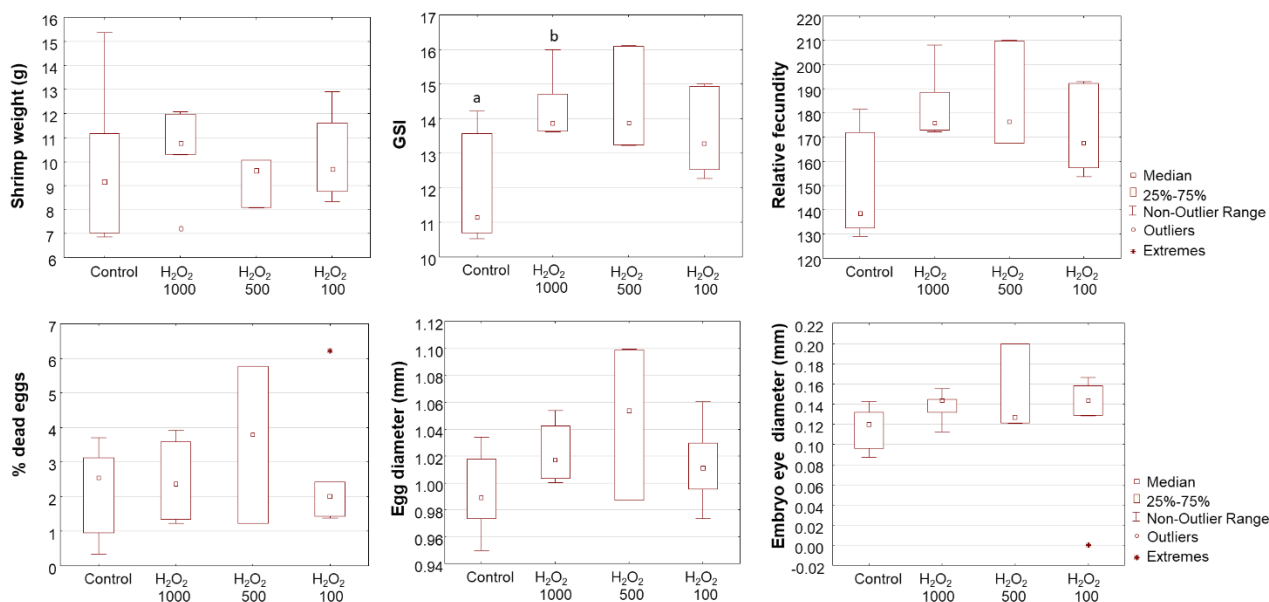 Shrimp weight (g)
16
15
14
13
12
11
10
9
8
7
6
Control
H₂O₂
1000
H₂O₂
500
H₂O₂
100
GSI
17
16
15
14
13
12
11
10
a
b
Control
H₂O₂
1000
H₂O₂
500
H₂O₂
100
Relative fecundity
220
210
200
190
180
170
160
150
140
130
120
Control
H₂O₂
1000
H₂O₂
500
H₂O₂
100
Median
25%-75%
Non-Outlier Range
Outliers
Extremes
% dead eggs
7
6
5
4
3
2
1
0
Control
H₂O₂
1000
H₂O₂
500
H₂O₂
100
Egg diameter (mm)
1.12
1.10
1.08
1.06
1.04
1.02
1.00
0.98
0.96
0.94
Control
H₂O₂
1000
H₂O₂
500
H₂O₂
100
Embryo eye diameter (mm)
0.22
0.20
0.18
0.16
0.14
0.12
0.10
0.08
0.06
0.04
0.02
0.00
-0.02
Control
H₂O₂
1000
H₂O₂
500
H₂O₂
100
Median
25%-75%
Non-Outlier Range
Outliers
Extremes